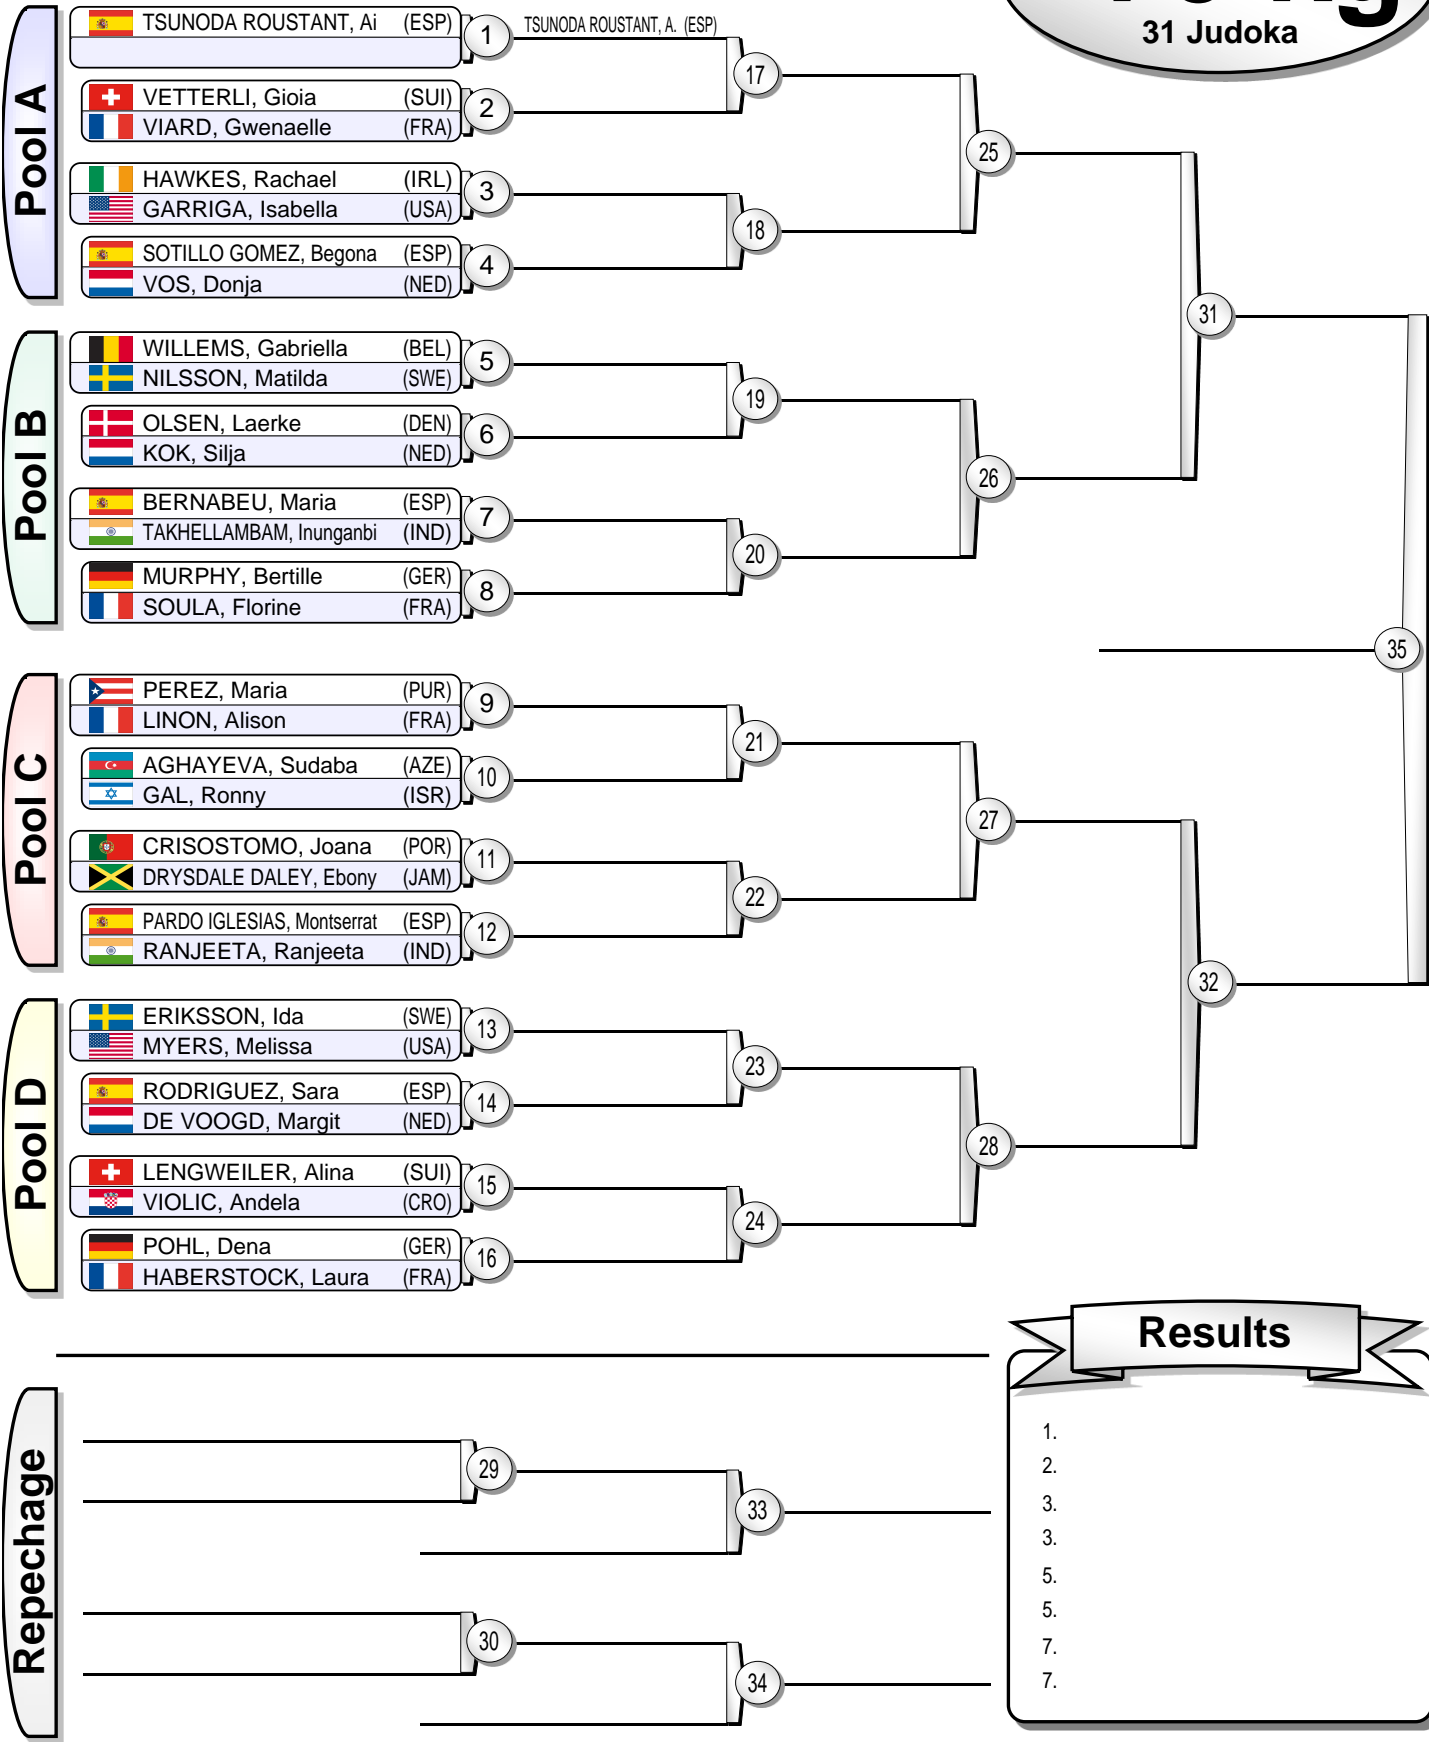 31 Judoka
Pool A
TSUNODA ROUSTANT, Ai (ESP)
1
TSUNODA ROUSTANT, A. (ESP)
17
VETTERLI, Gioia (SUI)
2
VIARD, Gwenaelle (FRA)
25
HAWKES, Rachael (IRL)
3
GARRIGA, Isabella (USA)
18
SOTILLO GOMEZ, Begona (ESP)
4
VOS, Donja (NED)
31
Pool B
WILLEMS, Gabriella (BEL)
5
NILSSON, Matilda (SWE)
19
OLSEN, Laerke (DEN)
6
KOK, Silja (NED)
26
BERNABEU, Maria (ESP)
7
TAKHELLAMBAM, Inunganbi (IND)
20
MURPHY, Bertille (GER)
8
SOULA, Florine (FRA)
35
Pool C
PEREZ, Maria (PUR)
9
LINON, Alison (FRA)
21
AGHAYEVA, Sudaba (AZE)
10
GAL, Ronny (ISR)
27
CRISOSTOMO, Joana (POR)
11
DRYSDALE DALEY, Ebony (JAM)
22
PARDO IGLESIAS, Montserrat (ESP)
12
RANJEETA, Ranjeeta (IND)
32
Pool D
ERIKSSON, Ida (SWE)
13
MYERS, Melissa (USA)
23
RODRIGUEZ, Sara (ESP)
14
DE VOOGD, Margit (NED)
28
LENGWEILER, Alina (SUI)
15
VIOLIC, Andela (CRO)
24
POHL, Dena (GER)
16
HABERSTOCK, Laura (FRA)
Repechage
29
33
30
34
Results
1.
2.
3.
3.
5.
5.
7.
7.